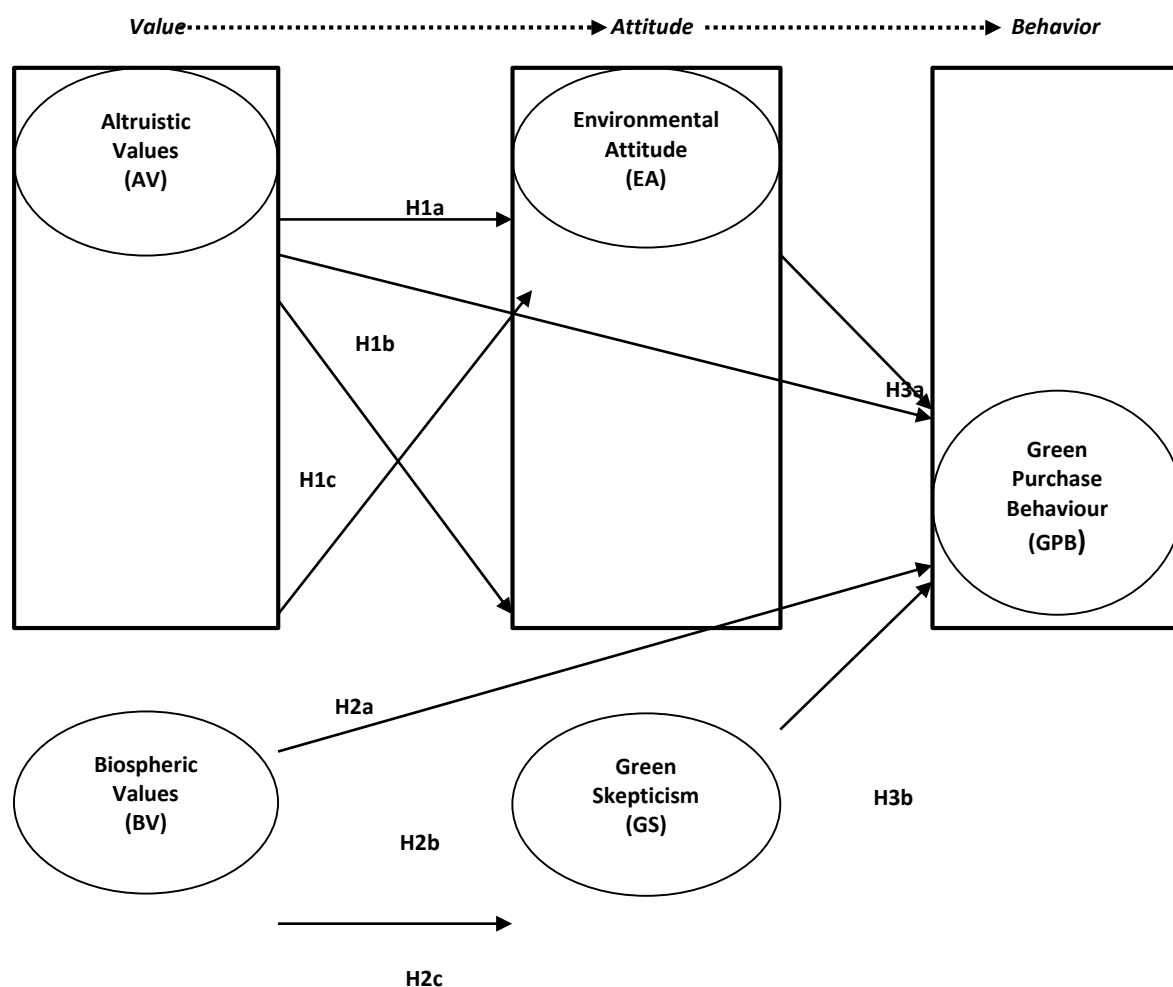 Value
Attitude
Behavior
Altruistic
Values
(AV)
Environmental
Attitude
(EA)
H1a
H1b
H3a
H1c
Green
Purchase
Behaviour
(GPB)
H2a
Biospheric
Values
(BV)
Green
Skepticism
(GS)
H3b
H2b
H2c